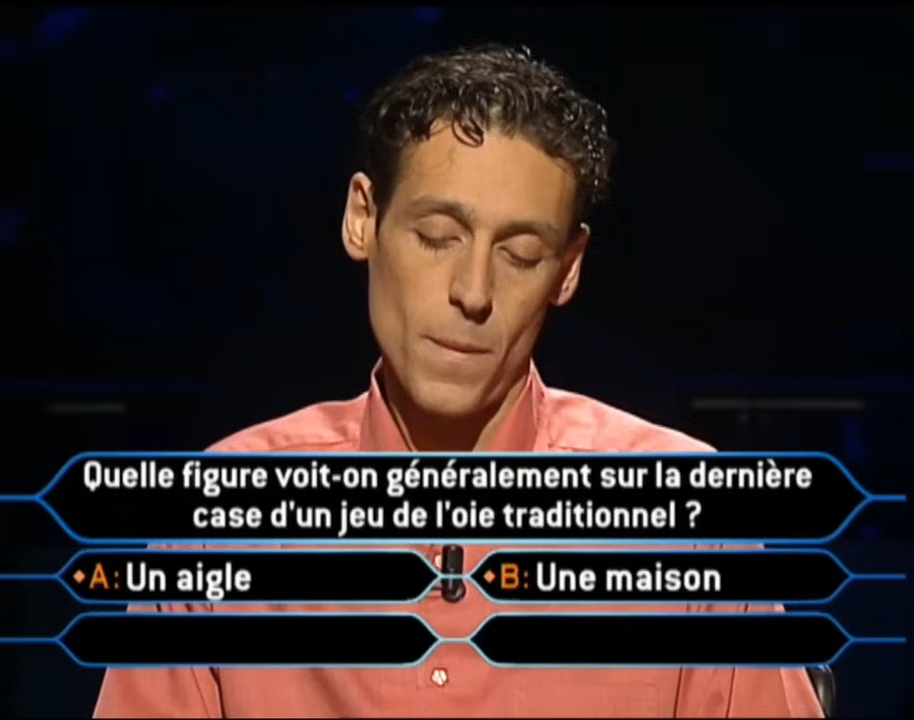 Quelle figure voit-on généralement sur la dernière
case d'un jeu de l'oie traditionnel ?
A: Un aigle
B: Une maison